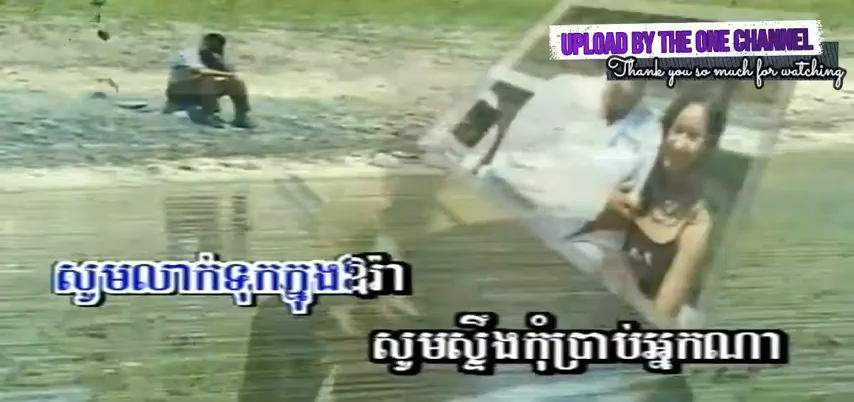 UPLOAD BY THE ONE CHANNEL
Thank you so much for watching
សូមលាក់ទុកក្នុងឱរ៉ា
សូមស្ងឹងកុំប្រាប់អ្នកណា